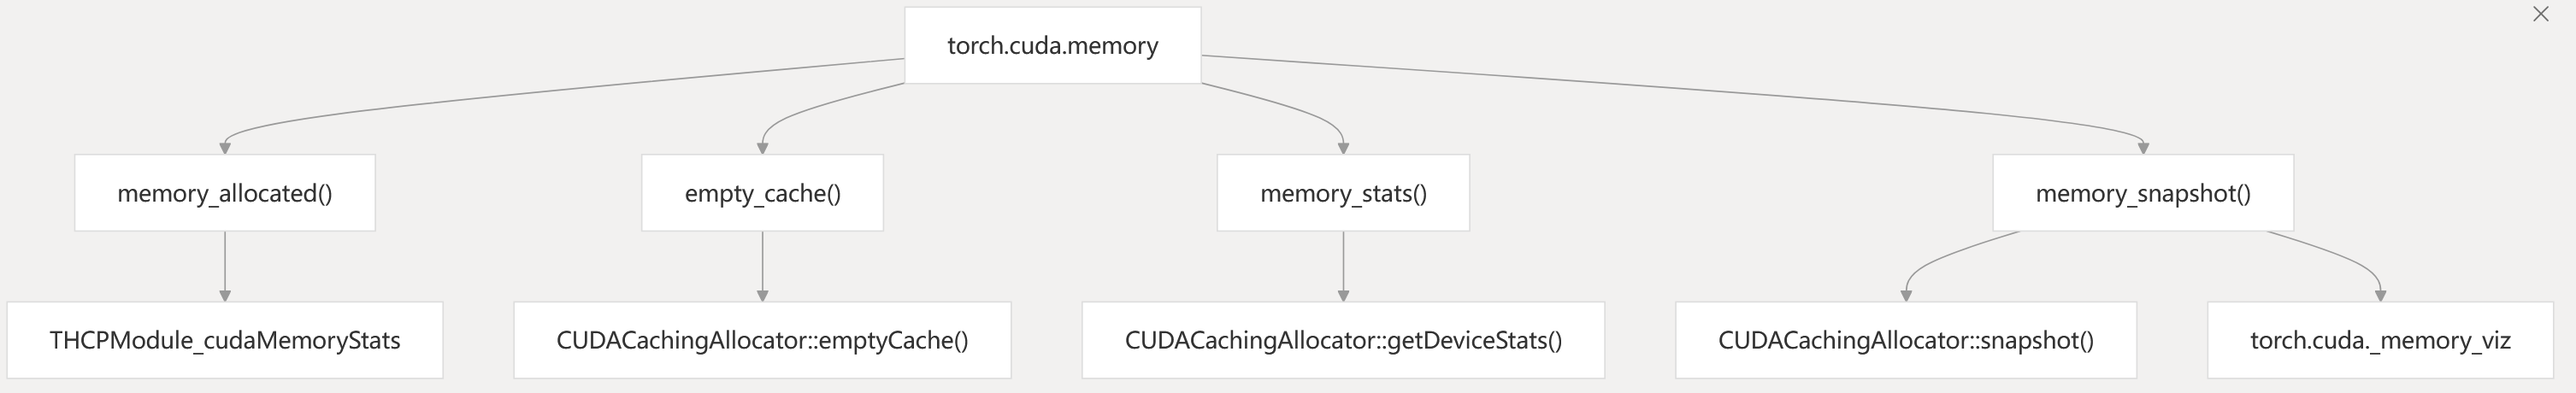 torch.cuda.memory
memory_allocated()
empty_cache()
memory_stats()
memory_snapshot()
THCPModule_cudaMemoryStats
CUDACachingAllocator::emptyCache()
CUDACachingAllocator::getDeviceStats()
CUDACachingAllocator::snapshot()
torch.cuda._memory_viz